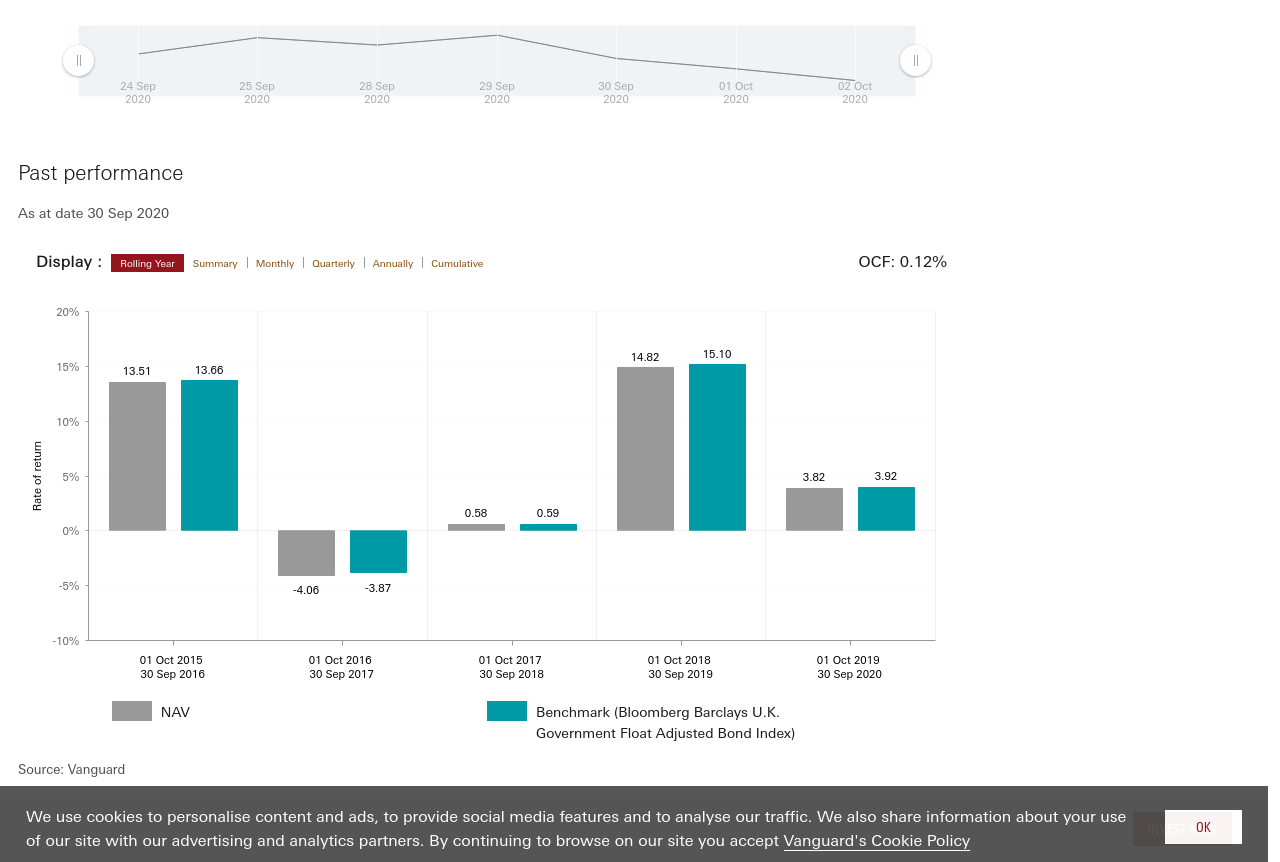 24 Sep 2020
25 Sep 2020
28 Sep 2020
29 Sep 2020
30 Sep 2020
01 Oct 2020
02 Oct 2020
Past performance
As at date 30 Sep 2020
Display : Rolling Year Summary Monthly Quarterly Annually Cumulative
OCF: 0.12%
Rate of return
20%
15%
10%
5%
0%
-5%
-10%
13.51 13.66
-4.06 -3.87
0.58 0.59
14.82 15.10
3.82 3.92
01 Oct 2015
30 Sep 2016
01 Oct 2016
30 Sep 2017
01 Oct 2017
30 Sep 2018
01 Oct 2018
30 Sep 2019
01 Oct 2019
30 Sep 2020
NAV
Benchmark (Bloomberg Barclays U.K.
Government Float Adjusted Bond Index)
Source: Vanguard
We use cookies to personalise content and ads, to provide social media features and to analyse our traffic. We also share information about your use
of our site with our advertising and analytics partners. By continuing to browse on our site you accept Vanguard's Cookie Policy
OK